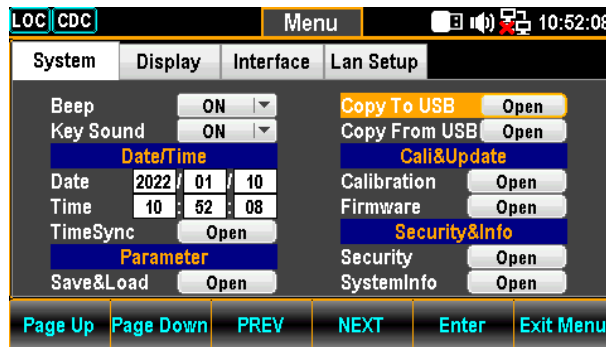 LOC CDC Menu 10:52:08
System Display Interface Lan Setup
Beep ON
Key Sound ON
Date/Time
Date 2022 / 01 / 10
Time 10 : 52 : 08
TimeSync Open
Parameter
Save&Load Open
Copy To USB Open
Copy From USB Open
Cali&Update
Calibration Open
Firmware Open
Security&Info
Security Open
SystemInfo Open
Page Up Page Down PREV NEXT Enter Exit Menu